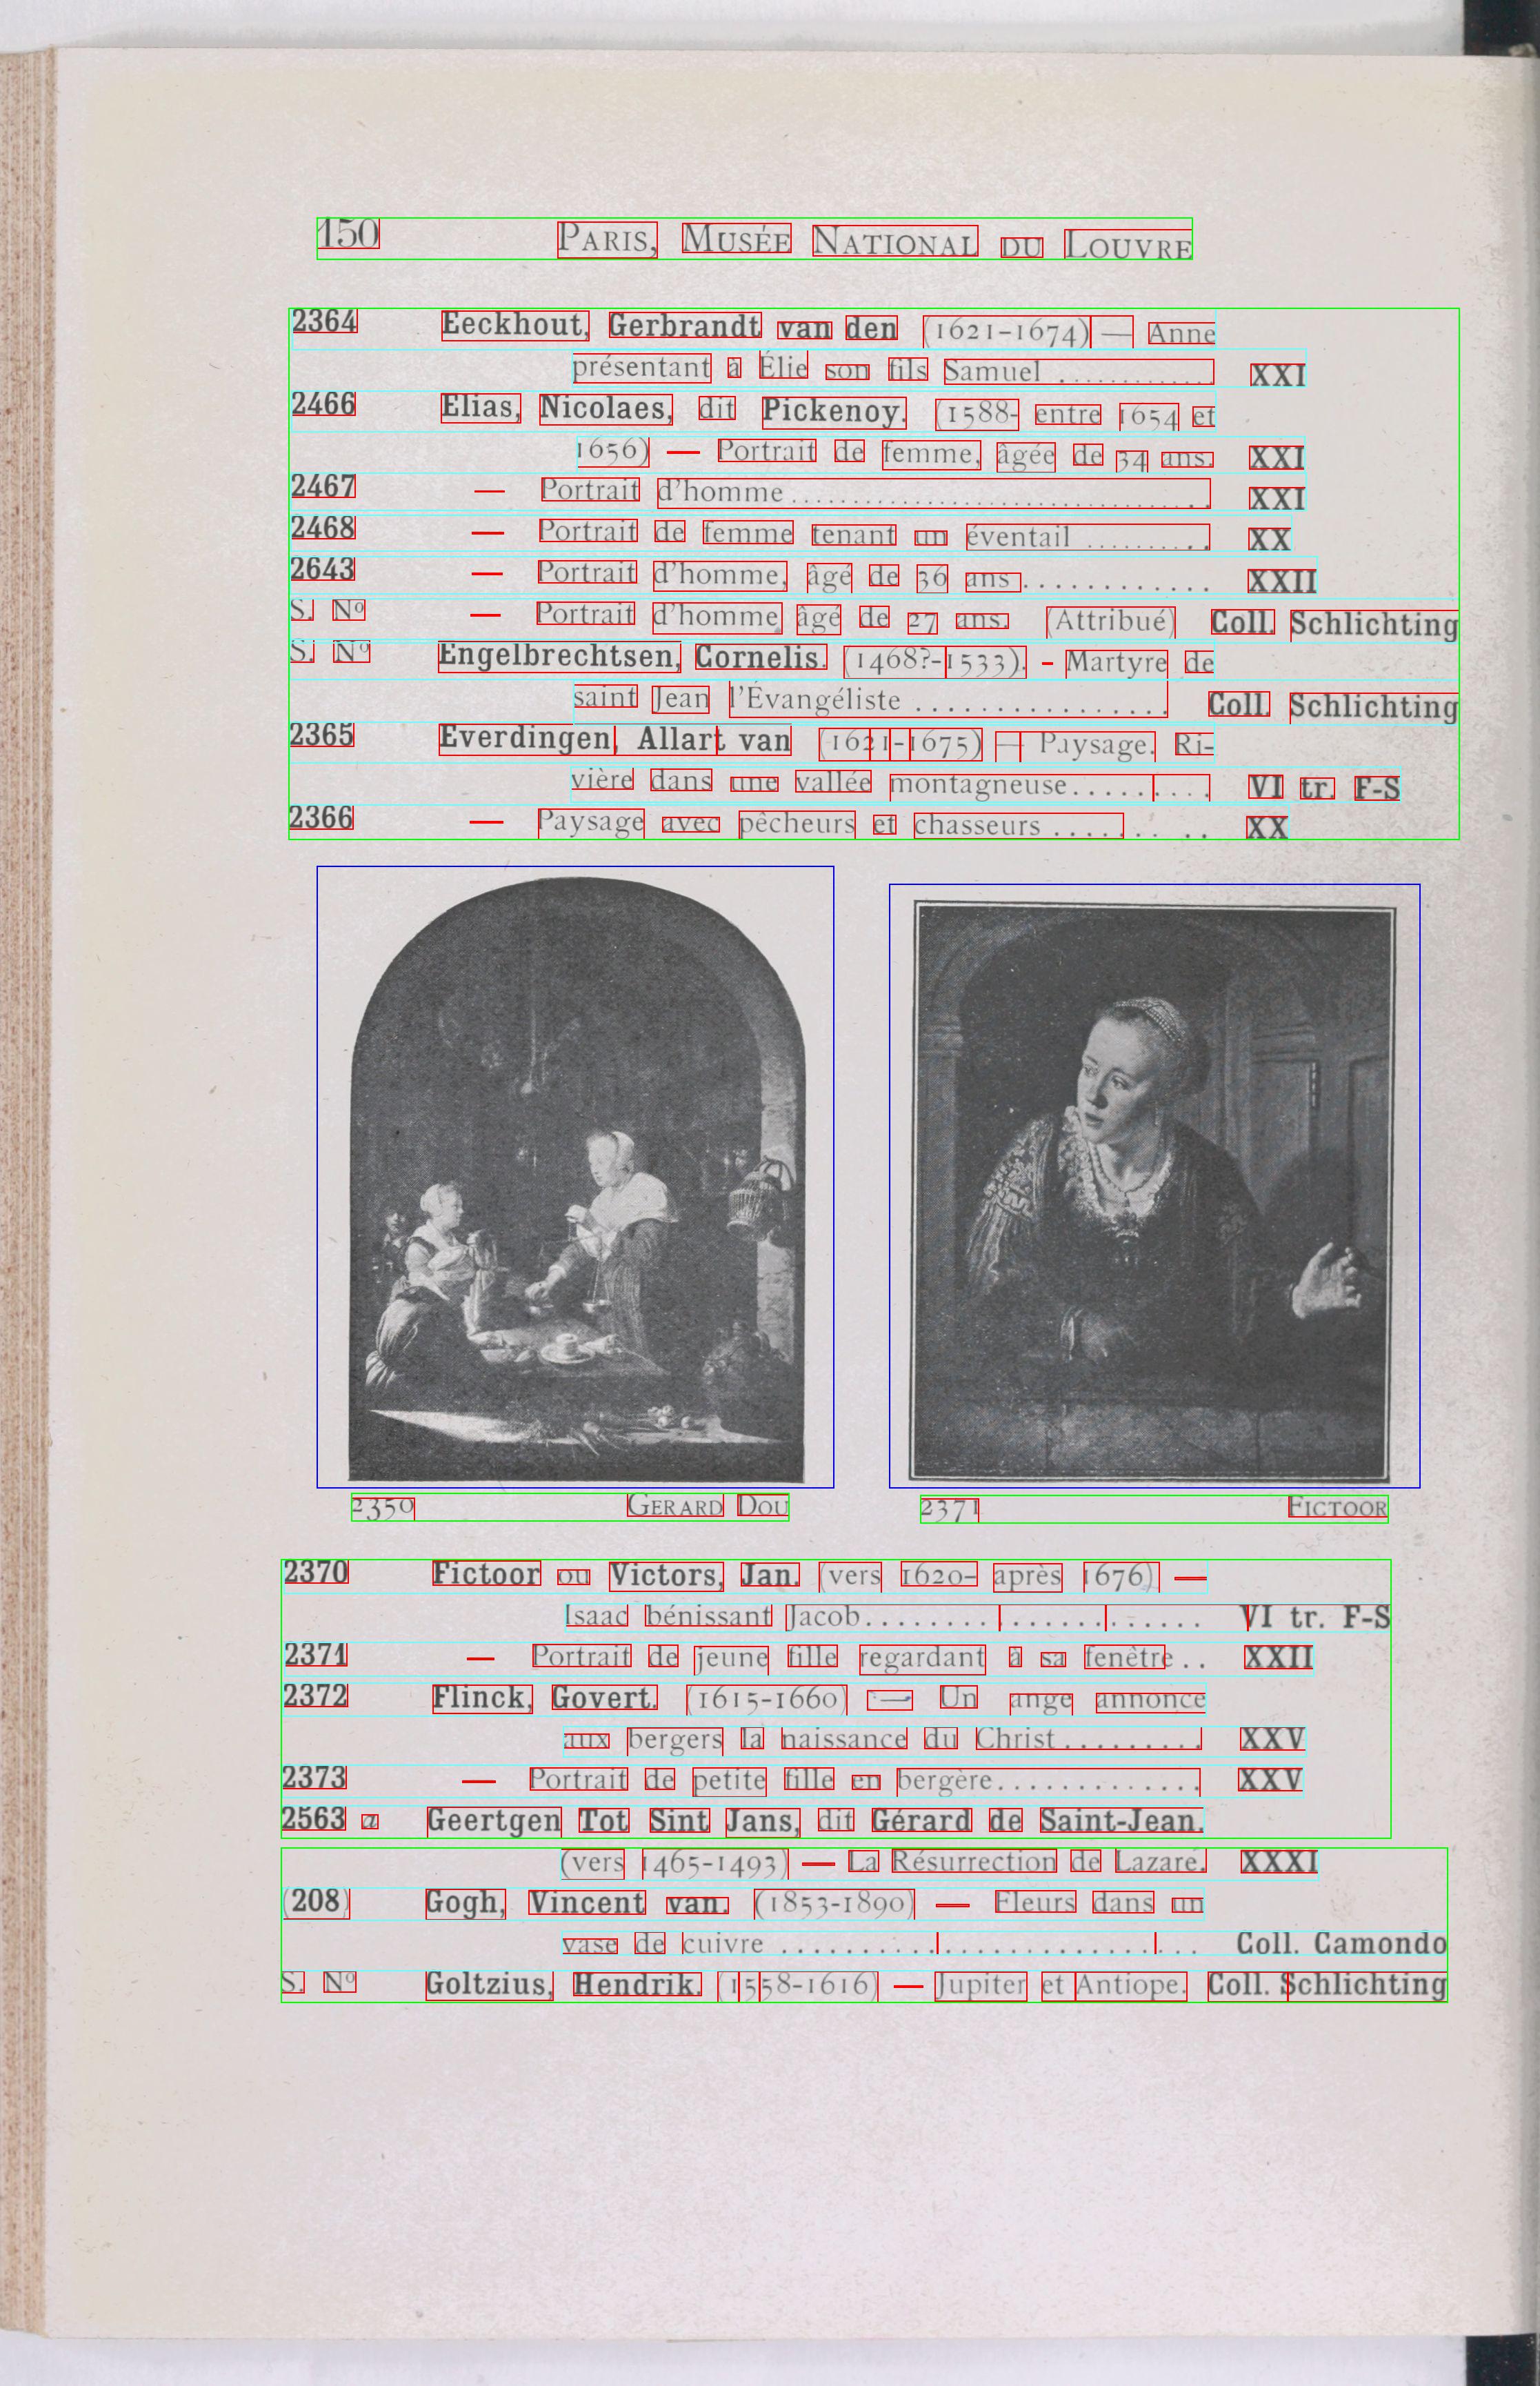 150 PARIS, MUSÉE NATIONAL DU LOUVRE
2364 Eeckhout, Gerbrandt van den (1621-1674) — Anne
présentant à Élie son fils Samuel ............ XXI
2466 Elias, Nicolaes, dit Pickenoy. (1588- entre 1654 et
1656) — Portrait de femme, âgée de 34 ans. XXI
2467 — Portrait d'homme ................................... XXI
2468 — Portrait de femme tenant un éventail ......... XX
2643 — Portrait d'homme, âgé de 36 ans ............. XXII
S. Nº — Portrait d'homme âgé de 27 ans. (Attribué) Coll. Schlichting
S. Nº Engelbrechtsen, Cornelis. (1468?-1533). - Martyre de
saint Jean l'Évangéliste ................ Coll. Schlichting
2365 Everdingen, Allart van (1621-1675) — Paysage. Ri-
vière dans une vallée montagneuse.......... VI tr. F-S
2366 — Paysage avec pêcheurs et chasseurs .......... XX
2350 GERARD DOU
2371 FICTOOR
2370 Fictoor ou Victors, Jan. (vers 1620- après 1676) —
Isaac bénissant Jacob....................... VI tr. F-S
2371 — Portrait de jeune fille regardant à sa fenêtre .. XXII
2372 Flinck, Govert. (1615-1660) — Un ange annonce
aux bergers la naissance du Christ ......... XXV
2373 — Portrait de petite fille en bergère.............. XXV
2563 a Geertgen Tot Sint Jans, dit Gérard de Saint-Jean.
(vers 1465-1493) — La Résurrection de Lazare. XXXI
(208) Gogh, Vincent van. (1853-1890) — Fleurs dans un
vase de cuivre ............................ Coll. Camondo
S. Nº Goltzius, Hendrik. (1558-1616) — Jupiter et Antiope. Coll. Schlichting